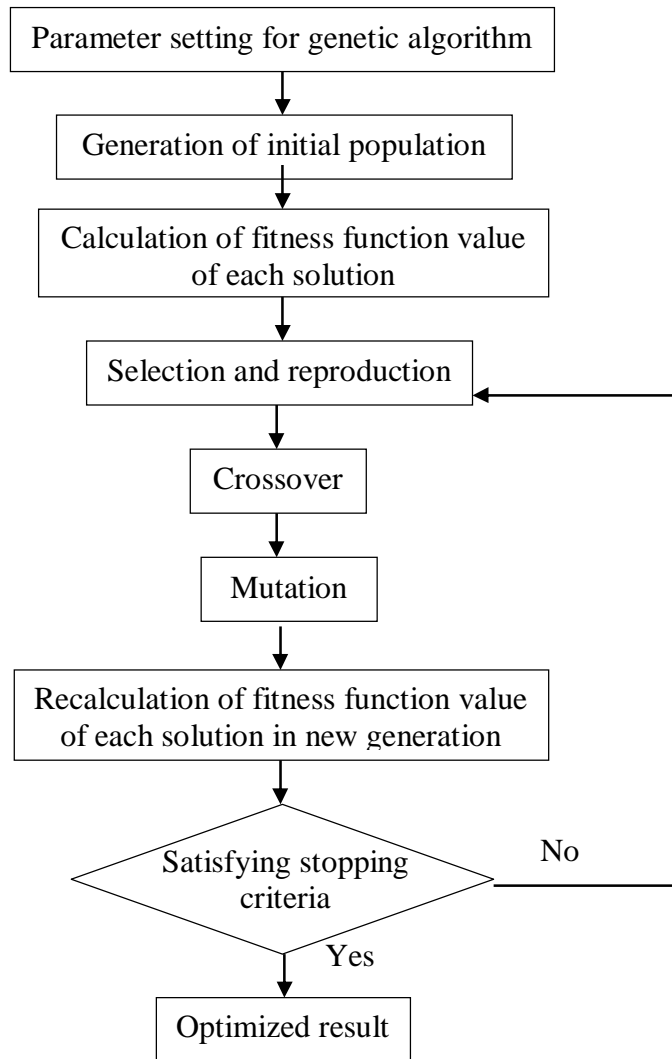 Parameter setting for genetic algorithm
Generation of initial population
Calculation of fitness function value
of each solution
Selection and reproduction
Crossover
Mutation
Recalculation of fitness function value
of each solution in new generation
Satisfying stopping
criteria
No
Yes
Optimized result